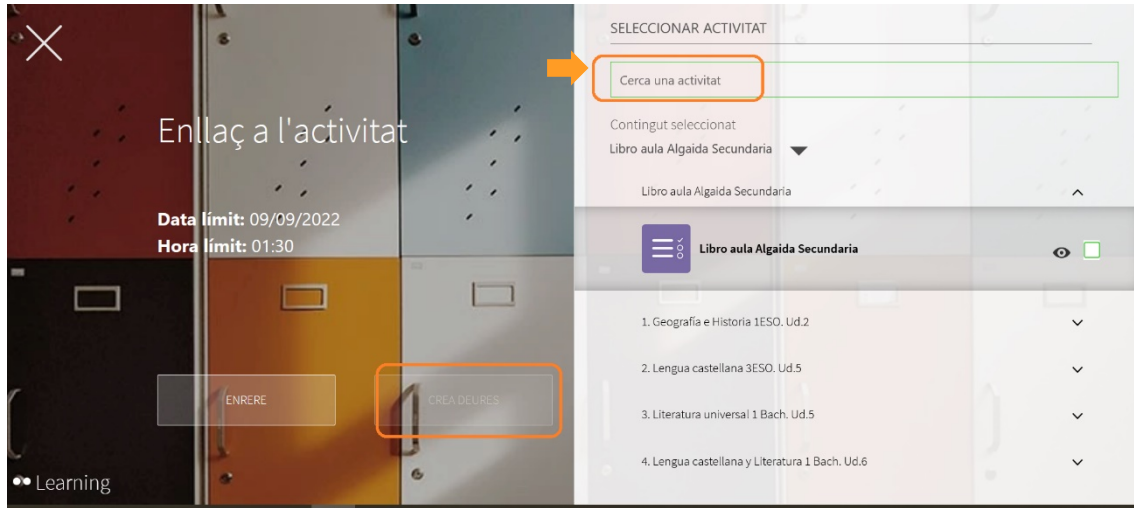 Enllaç a l'activitat
Data límit: 09/09/2022
Hora límit: 01:30
ENRERE
CREA DEURES
Learning
SELECCIONAR ACTIVITAT
Cerca una activitat
Contingut seleccionat
Libro aula Algaida Secundaria
Libro aula Algaida Secundaria
Libro aula Algaida Secundaria
1. Geografía e Historia 1ESO. Ud.2
2. Lengua castellana 3ESO. Ud.5
3. Literatura universal 1 Bach. Ud.5
4. Lengua castellana y Literatura 1 Bach. Ud.6